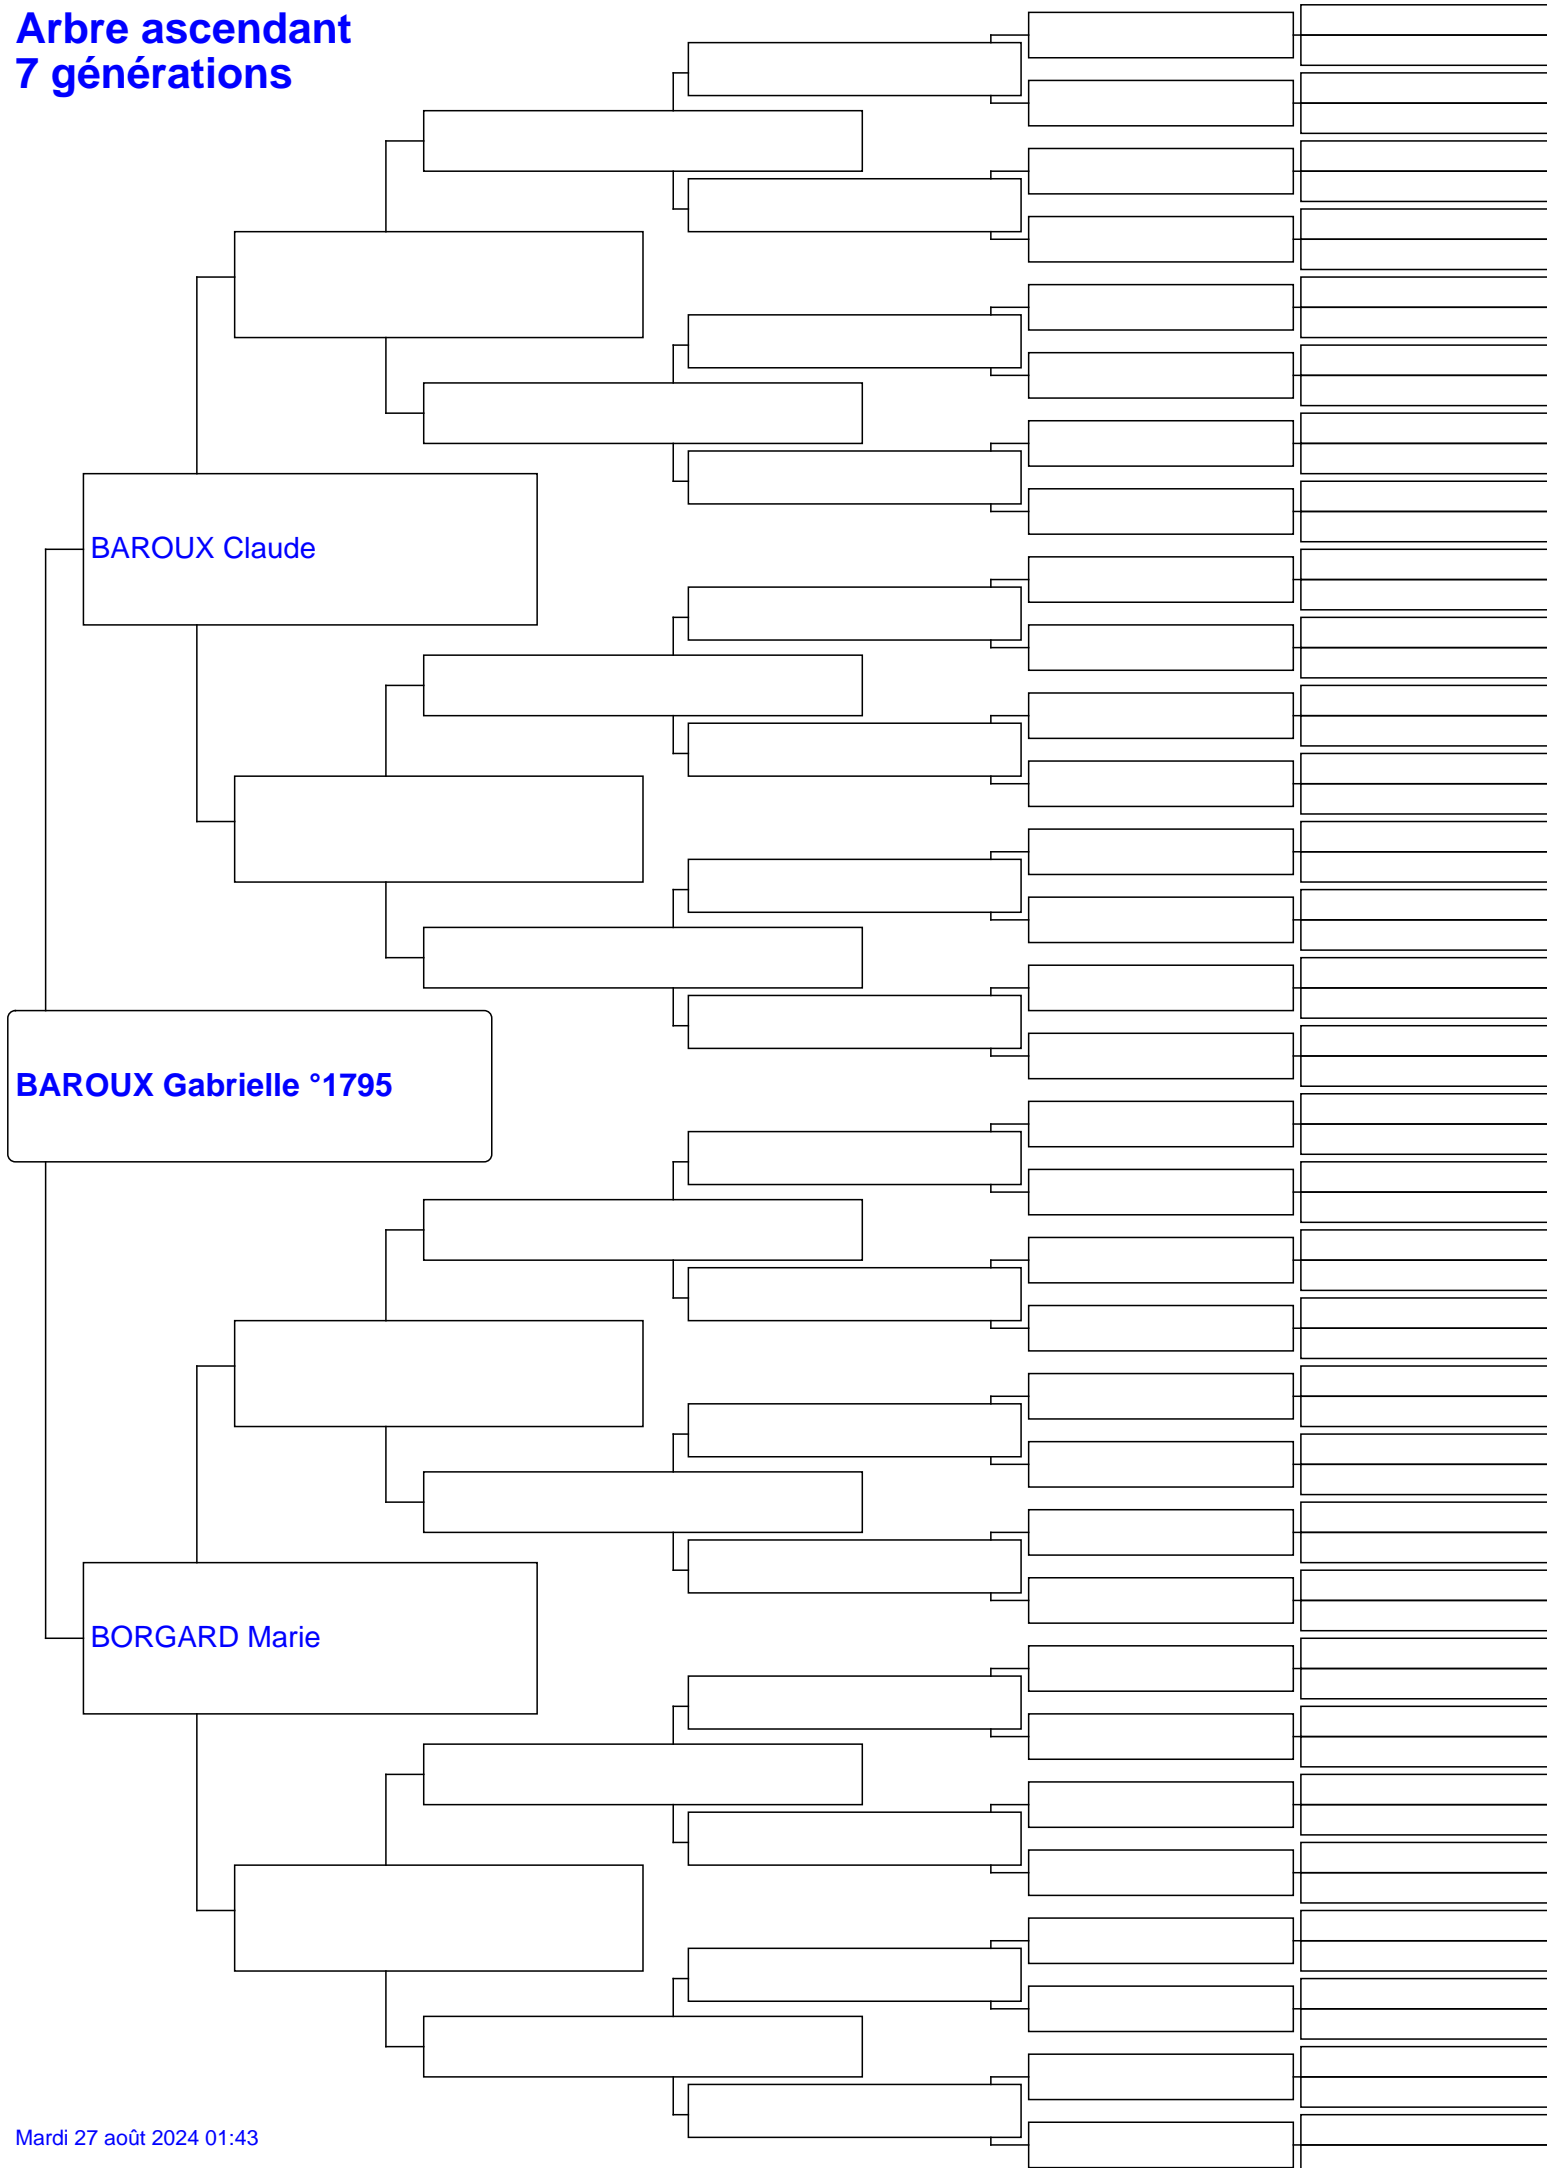 Arbre ascendant
7 générations
BAROUX Claude
BAROUX Gabrielle °1795
BORGARD Marie
Mardi 27 août 2024 01:43